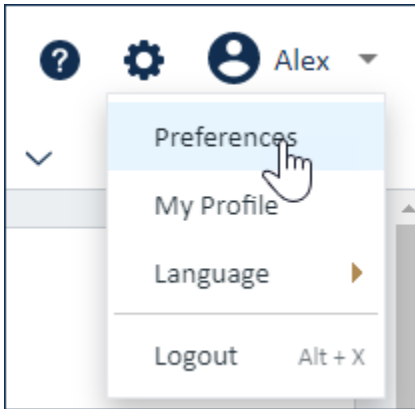 Alex
Preferences
My Profile
Language
Logout Alt + X